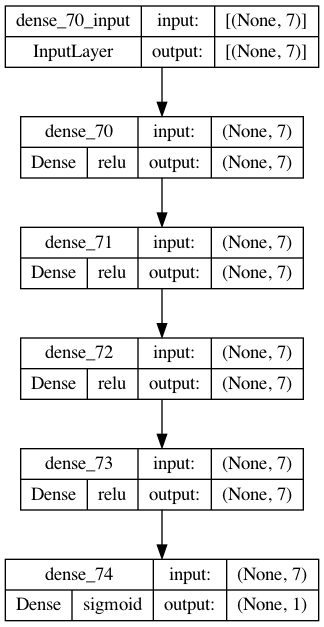 dense_70_input input: [(None, 7)]
InputLayer output: [(None, 7)]
dense_70 input: (None, 7)
Dense relu output: (None, 7)
dense_71 input: (None, 7)
Dense relu output: (None, 7)
dense_72 input: (None, 7)
Dense relu output: (None, 7)
dense_73 input: (None, 7)
Dense relu output: (None, 7)
dense_74 input: (None, 7)
Dense sigmoid output: (None, 1)